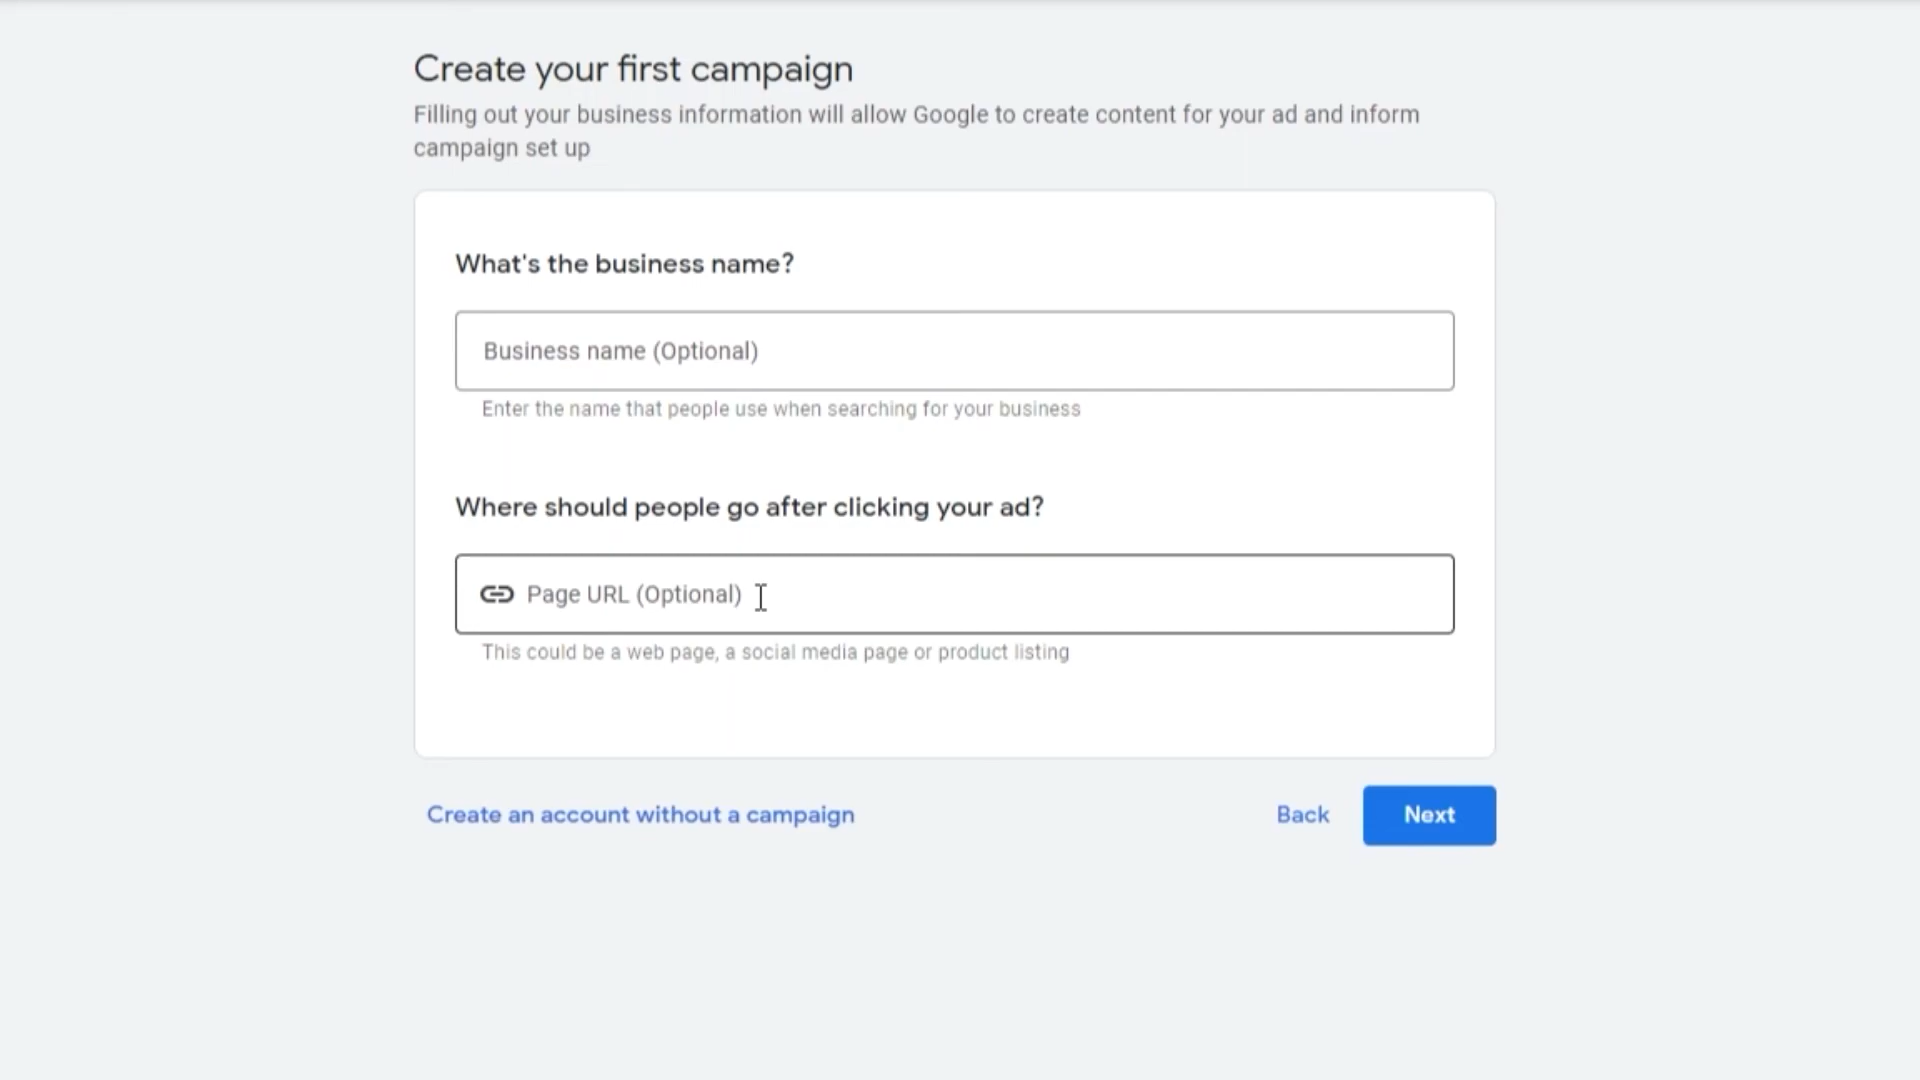 Create your first campaign
Filling out your business information will allow Google to create content for your ad and inform
campaign set up
What's the business name?
Business name (Optional)
Enter the name that people use when searching for your business
Where should people go after clicking your ad?
Page URL (Optional)
This could be a web page, a social media page or product listing
Create an account without a campaign
Back
Next